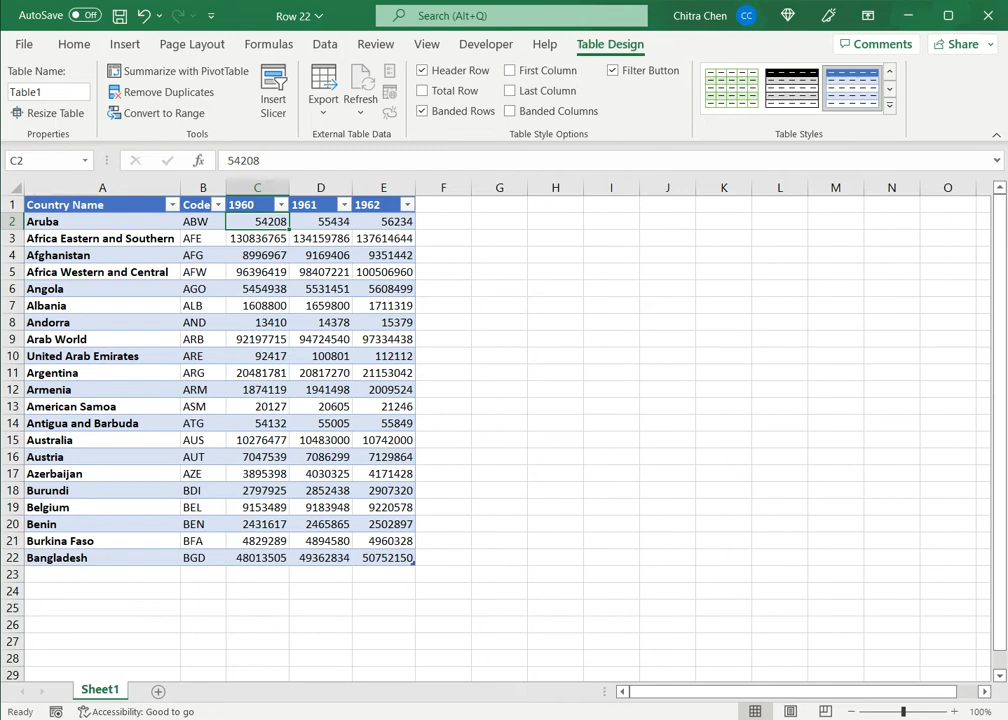 AutoSave Off Row 22 Search (Alt+Q) Chitra Chen CC
File Home Insert Page Layout Formulas Data Review View Developer Help Table Design Comments Share
Table Name:
Table1
Resize Table
Properties
Summarize with PivotTable
Remove Duplicates
Convert to Range
Insert
Slicer
Tools
Export
Refresh
External Table Data
Header Row First Column Filter Button
Total Row Last Column
Banded Rows Banded Columns
Table Style Options
Table Styles
C2 fx 54208
A B C D E F G H I J K L M N O
1 Country Name Code 1960 1961 1962
2 Aruba ABW 54208 55434 56234
3 Africa Eastern and Southern AFE 130836765 134159786 137614644
4 Afghanistan AFG 8996967 9169406 9351442
5 Africa Western and Central AFW 96396419 98407221 100506960
6 Angola AGO 5454938 5531451 5608499
7 Albania ALB 1608800 1659800 1711319
8 Andorra AND 13410 14378 15379
9 Arab World ARB 92197715 94724540 97334438
10 United Arab Emirates ARE 92417 100801 112112
11 Argentina ARG 20481781 20817270 21153042
12 Armenia ARM 1874119 1941498 2009524
13 American Samoa ASM 20127 20605 21246
14 Antigua and Barbuda ATG 54132 55005 55849
15 Australia AUS 10276477 10483000 10742000
16 Austria AUT 7047539 7086299 7129864
17 Azerbaijan AZE 3895398 4030325 4171428
18 Burundi BDI 2797925 2852438 2907320
19 Belgium BEL 9153489 9183948 9220578
20 Benin BEN 2431617 2465865 2502897
21 Burkina Faso BFA 4829289 4894580 4960328
22 Bangladesh BGD 48013505 49362834 50752150
23
24
25
26
27
28
29
Sheet1
Ready Accessibility: Good to go 100%